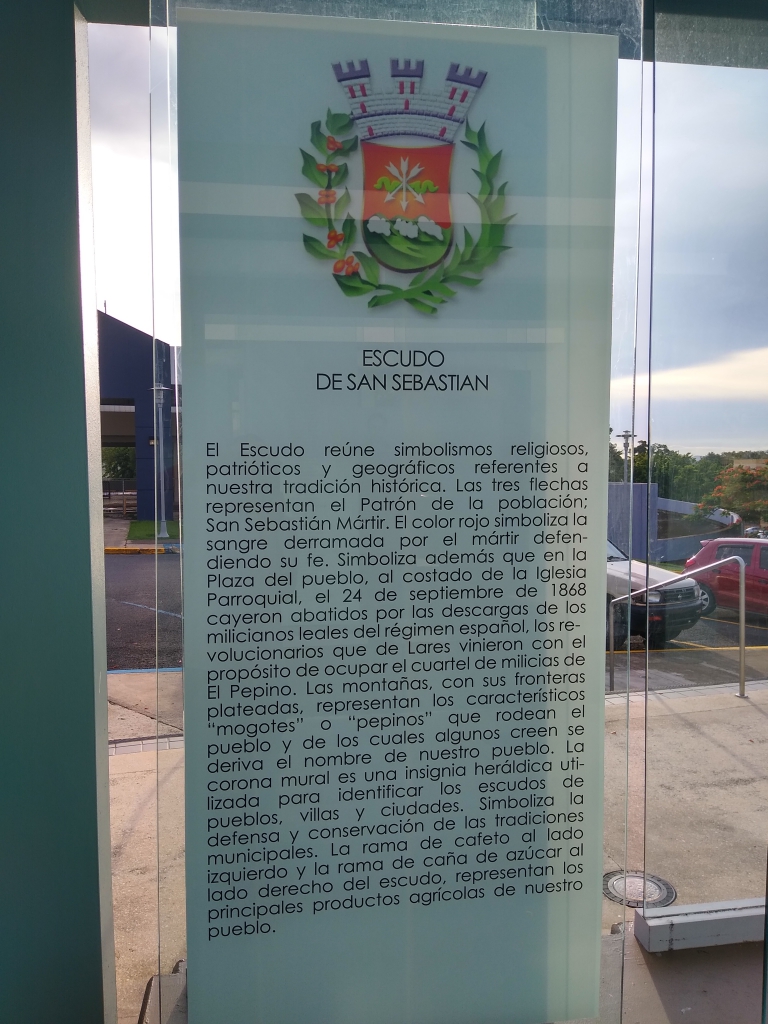 ESCUDO
DE SAN SEBASTIAN
El Escudo reúne simbolismos religiosos,
patrióticos y geográficos referentes a
nuestra tradición histórica. Las tres flechas
representan el Patrón de la población;
San Sebastián Mártir. El color rojo simboliza la
sangre derramada por el mártir defen-
diendo su fe. Simboliza además que en la
Plaza del pueblo, al costado de la Iglesia
Parroquial, el 24 de septiembre de 1868
cayeron abatidos por las descargas de los
milicianos leales del régimen español, los re-
volucionarios que de Lares vinieron con el
propósito de ocupar el cuartel de milicias de
El Pepino. Las montañas, con sus fronteras
plateadas, representan los característicos
“mogotes” o “pepinos” que rodean el
pueblo y de los cuales algunos creen se
deriva el nombre de nuestro pueblo. La
corona mural es una insignia heráldica uti-
lizada para identificar los escudos de
pueblos, villas y ciudades. Simboliza la
defensa y conservación de las tradiciones
municipales. La rama de cafeto al lado
izquierdo y la rama de caña de azúcar al
lado derecho del escudo, representan los
principales productos agrícolas de nuestro
pueblo.